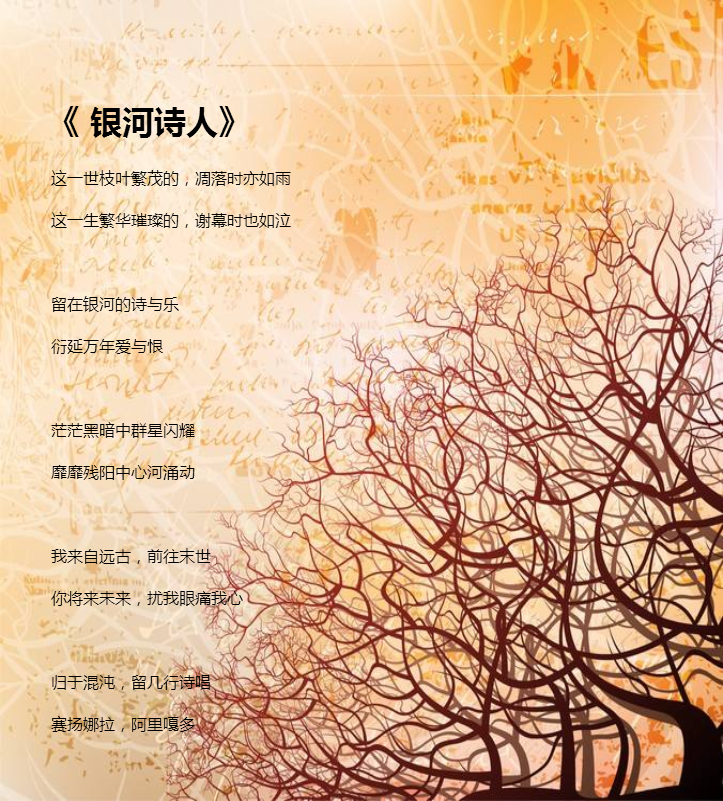 《 银河诗人》
这一世枝叶繁茂的，凋落时亦如雨
这一生繁华璀璨的，谢幕时也如泣
留在银河的诗与乐
衍延万年爱与恨
茫茫黑暗中群星闪耀
靡靡残阳中心河涌动
我来自远古，前往末世
你将来未来，扰我眼痛我心
归于混沌，留几行诗唱
赛扬娜拉，阿里嘎多